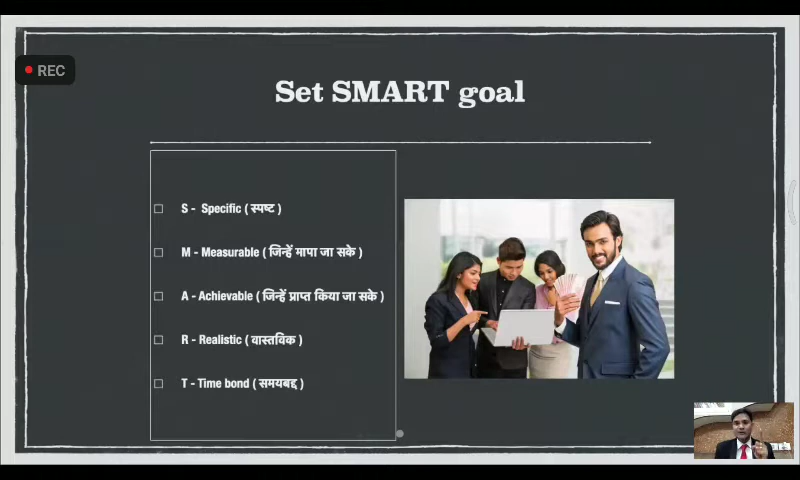 REC
Set SMART goal
S - Specific ( स्पष्ट )
M - Measurable ( जिन्हें मापा जा सके )
A - Achievable ( जिन्हें प्राप्त किया जा सके )
R - Realistic ( वास्तविक )
T - Time bond ( समयबद्द )